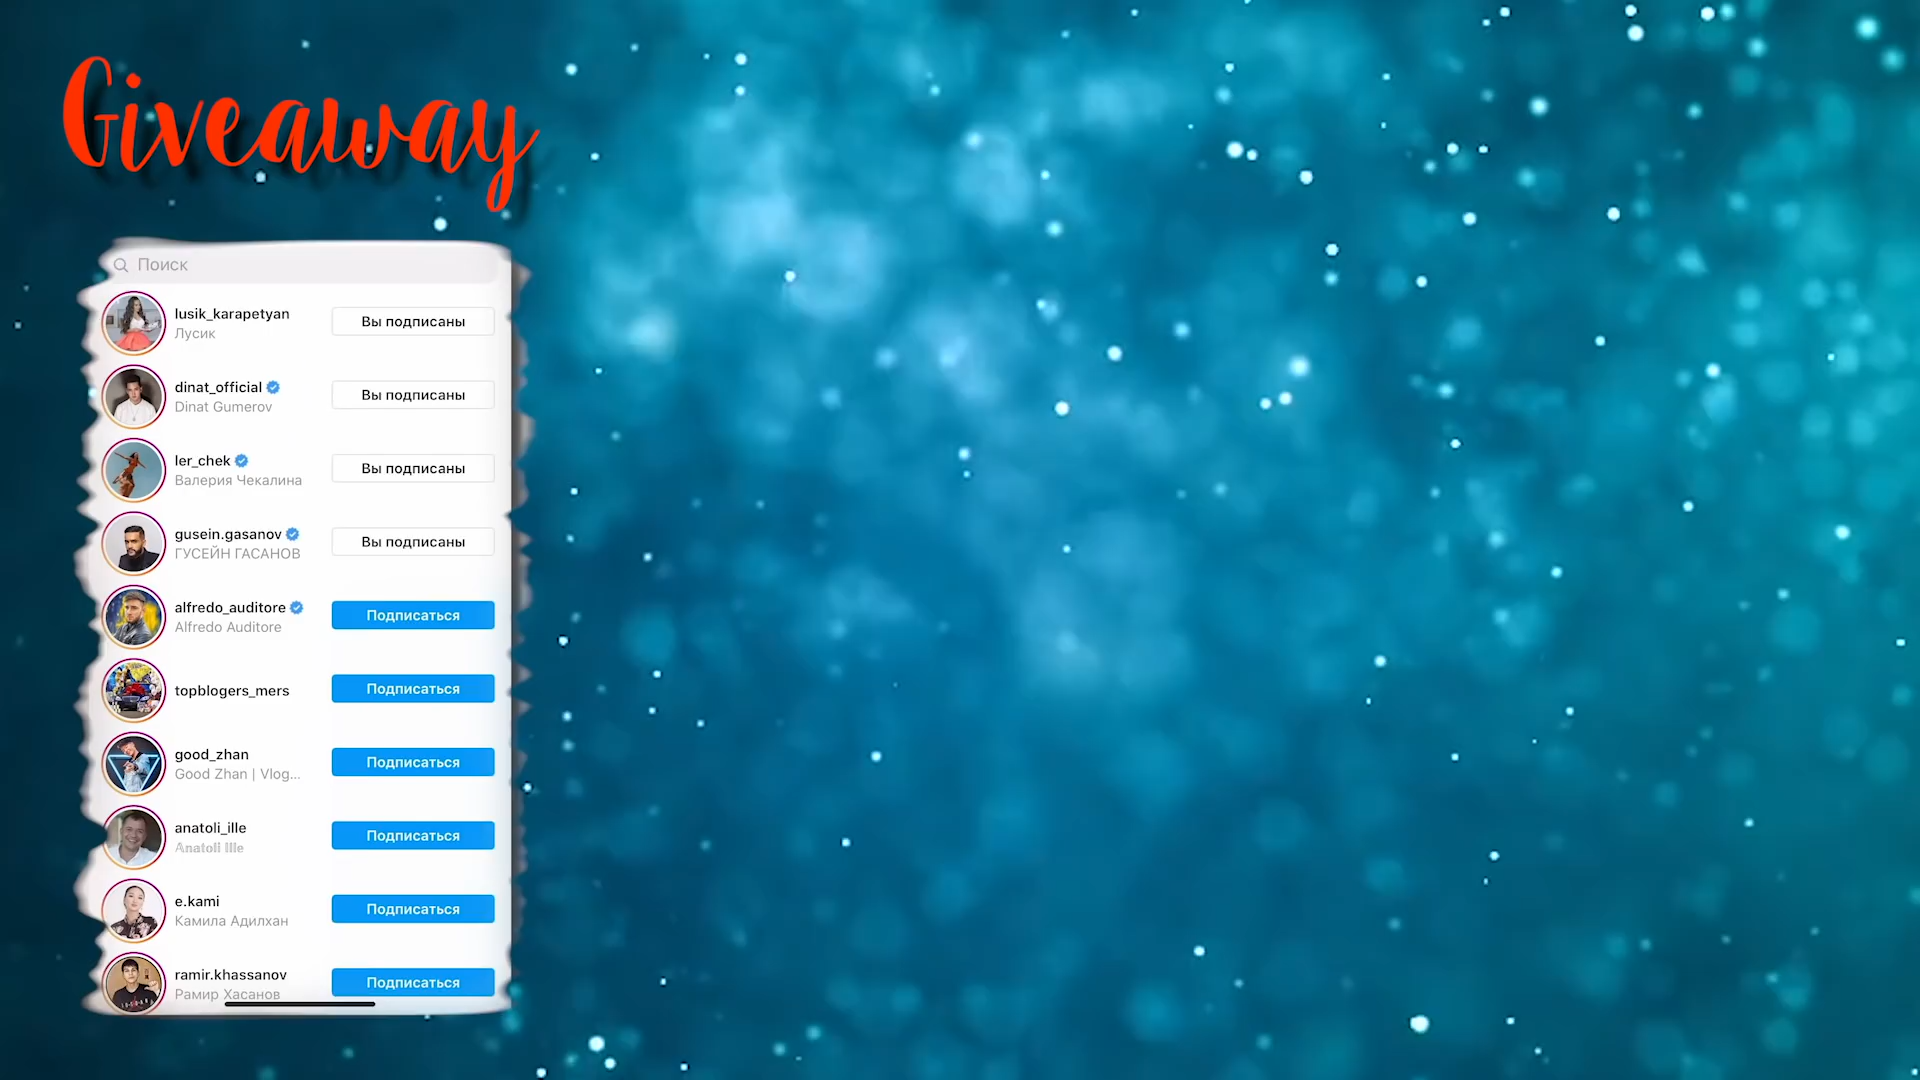 Giveaway
Поиск
lusik_karapetyan
Лусик
Вы подписаны
dinat_official
Dinat Gumerov
Вы подписаны
ler_chek
Валерия Чекалина
Вы подписаны
gusein.gasanov
ГУСЕЙН ГАСАНОВ
Вы подписаны
alfredo_auditore
Alfredo Auditore
Подписаться
topblogers_mers
Подписаться
good_zhan
Good Zhan | Vlog...
Подписаться
anatoli_ille
Anatoli Ille
Подписаться
e.kami
Камила Адилхан
Подписаться
ramir.khassanov
Рамир Хасанов
Подписаться